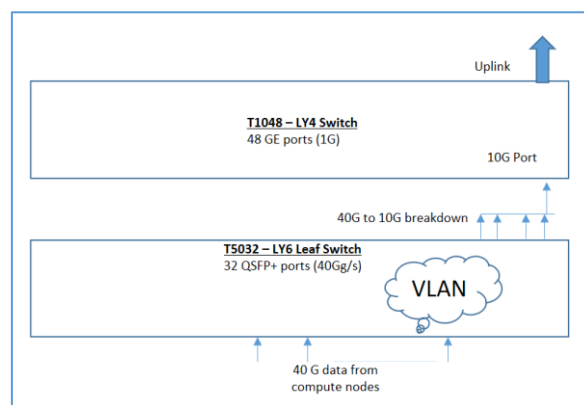 Uplink
T1048 – LY4 Switch
48 GE ports (1G)
10G Port
40G to 10G breakdown
T5032 – LY6 Leaf Switch
32 QSFP+ ports (40Gg/s)
VLAN
40 G data from
compute nodes